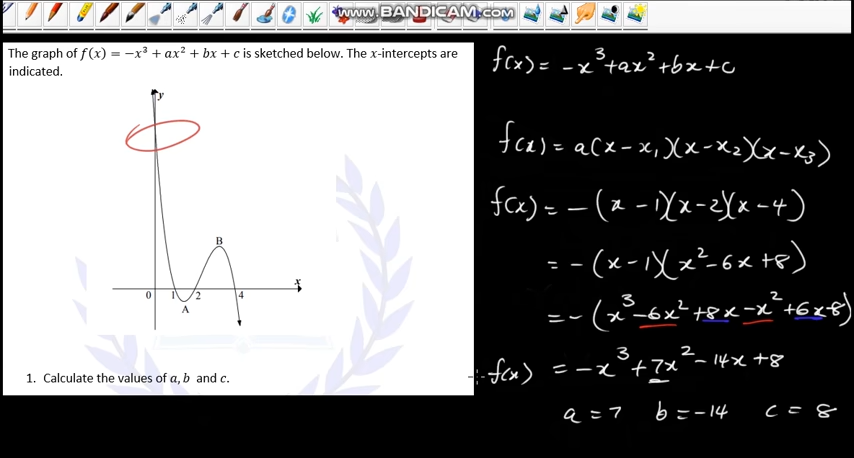 www.BANDICAM.com
The graph of f(x) = −x³ + ax² + bx + c is sketched below. The x-intercepts are
indicated.
y
B
x
0 1 2 4
A
1. Calculate the values of a, b and c.
f(x) = -x³+ax²+bx+c
f(x) = a(x-x₁)(x-x₂)(x-x₃)
f(x) = -(x-1)(x-2)(x-4)
= -(x-1)(x²-6x+8)
= -(x³-6x²+8x-x²+6x-8)
f(x) = -x³+7x²-14x+8
a = 7 b = -14 c = 8